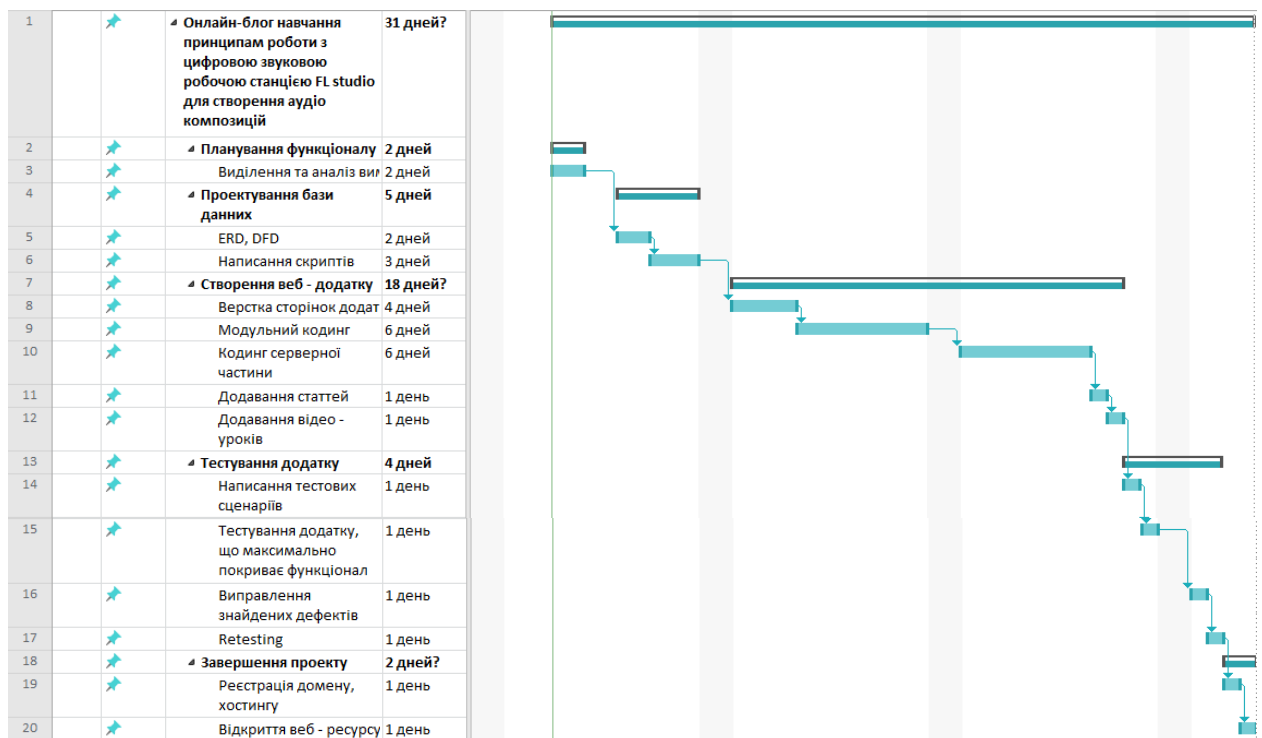 1 Онлайн-блог навчання 31 дней?
принципам роботи з
цифровою звуковою
робочою станцією FL studio
для створення аудіо
композицій
2 Планування функціоналу 2 дней
3 Виділення та аналіз 2 дней
4 Проектування бази 5 дней
данних
5 ERD, DFD 2 дней
6 Написання скриптів 3 дней
7 Створення веб - додатку 18 дней?
8 Верстка сторінок додат 4 дней
9 Модульний кодинг 6 дней
10 Кодинг серверної 6 дней
частини
11 Додавання статтей 1 день
12 Додавання відео - 1 день
уроків
13 Тестування додатку 4 дней
14 Написання тестових 1 день
сценаріїв
15 Тестування додатку, 1 день
що максимально
покриває функціонал
16 Виправлення 1 день
знайдених дефектів
17 Retesting 1 день
18 Завершення проекту 2 дней?
19 Реєстрація домену, 1 день
хостингу
20 Відкриття веб - ресурсу 1 день